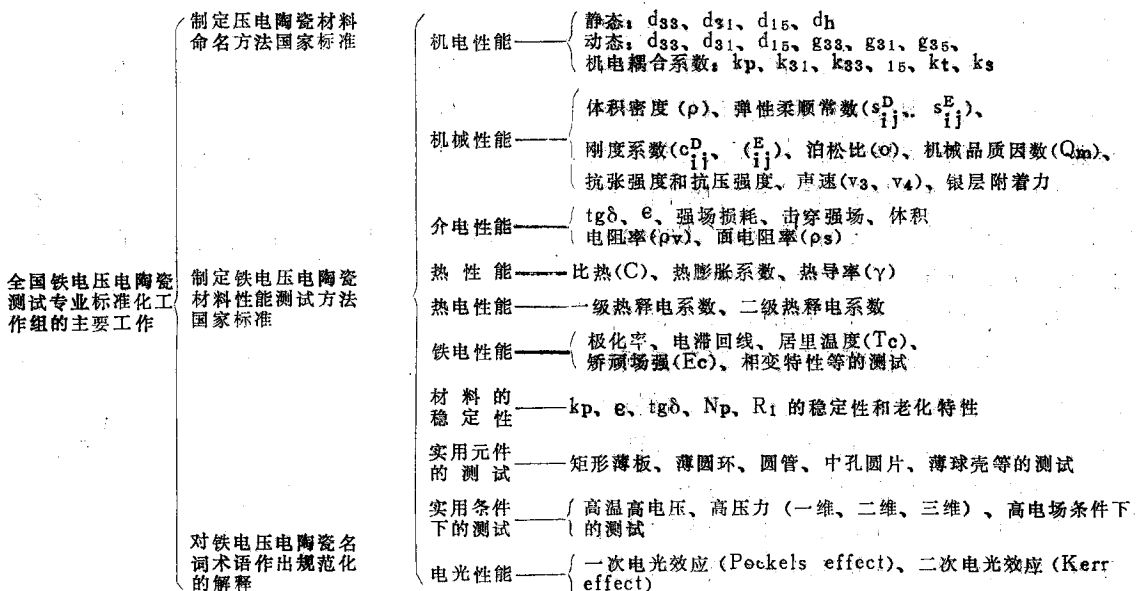 全国铁电压电陶瓷
测试专业标准化工
作组的主要工作
制定压电陶瓷材料
命名方法国家标准
制定铁电压电陶瓷
材料性能测试方法
国家标准
对铁电压电陶瓷名
词术语作出规范化
的解释
机电性能
静态：d33、d31、d15、dh
动态：d33、d31、d15、g33、g31、g35、
机电耦合系数：kp、k31、k33、15、kt、ks
机械性能
体积密度(ρ)、弹性柔顺常数(s^D_ij、s^E_ij)、
刚度系数(c^D_ij、(^E_ij)、泊松比(σ)、机械品质因数(Qm)、
抗张强度和抗压强度、声速(v3、v4)、银层附着力
介电性能
tgδ、e、强场损耗、击穿强场、体积
电阻率(ρv)、面电阻率(ρs)
热性能
比热(C)、热膨胀系数、热导率(γ)
热电性能
一级热释电系数、二级热释电系数
铁电性能
极化率、电滞回线、居里温度(Tc)、
矫顽场强(Ec)、相变特性等的测试
材料的
稳定性
kp、e、tgδ、Np、R1 的稳定性和老化特性
实用元件
的测试
矩形薄板、薄圆环、圆管、中孔圆片、薄球壳等的测试
实用条件
下的测试
高温高电压、高压力（一维、二维、三维）、高电场条件下
的测试
电光性能
一次电光效应(Pockels effect)、二次电光效应(Kerr
effect)